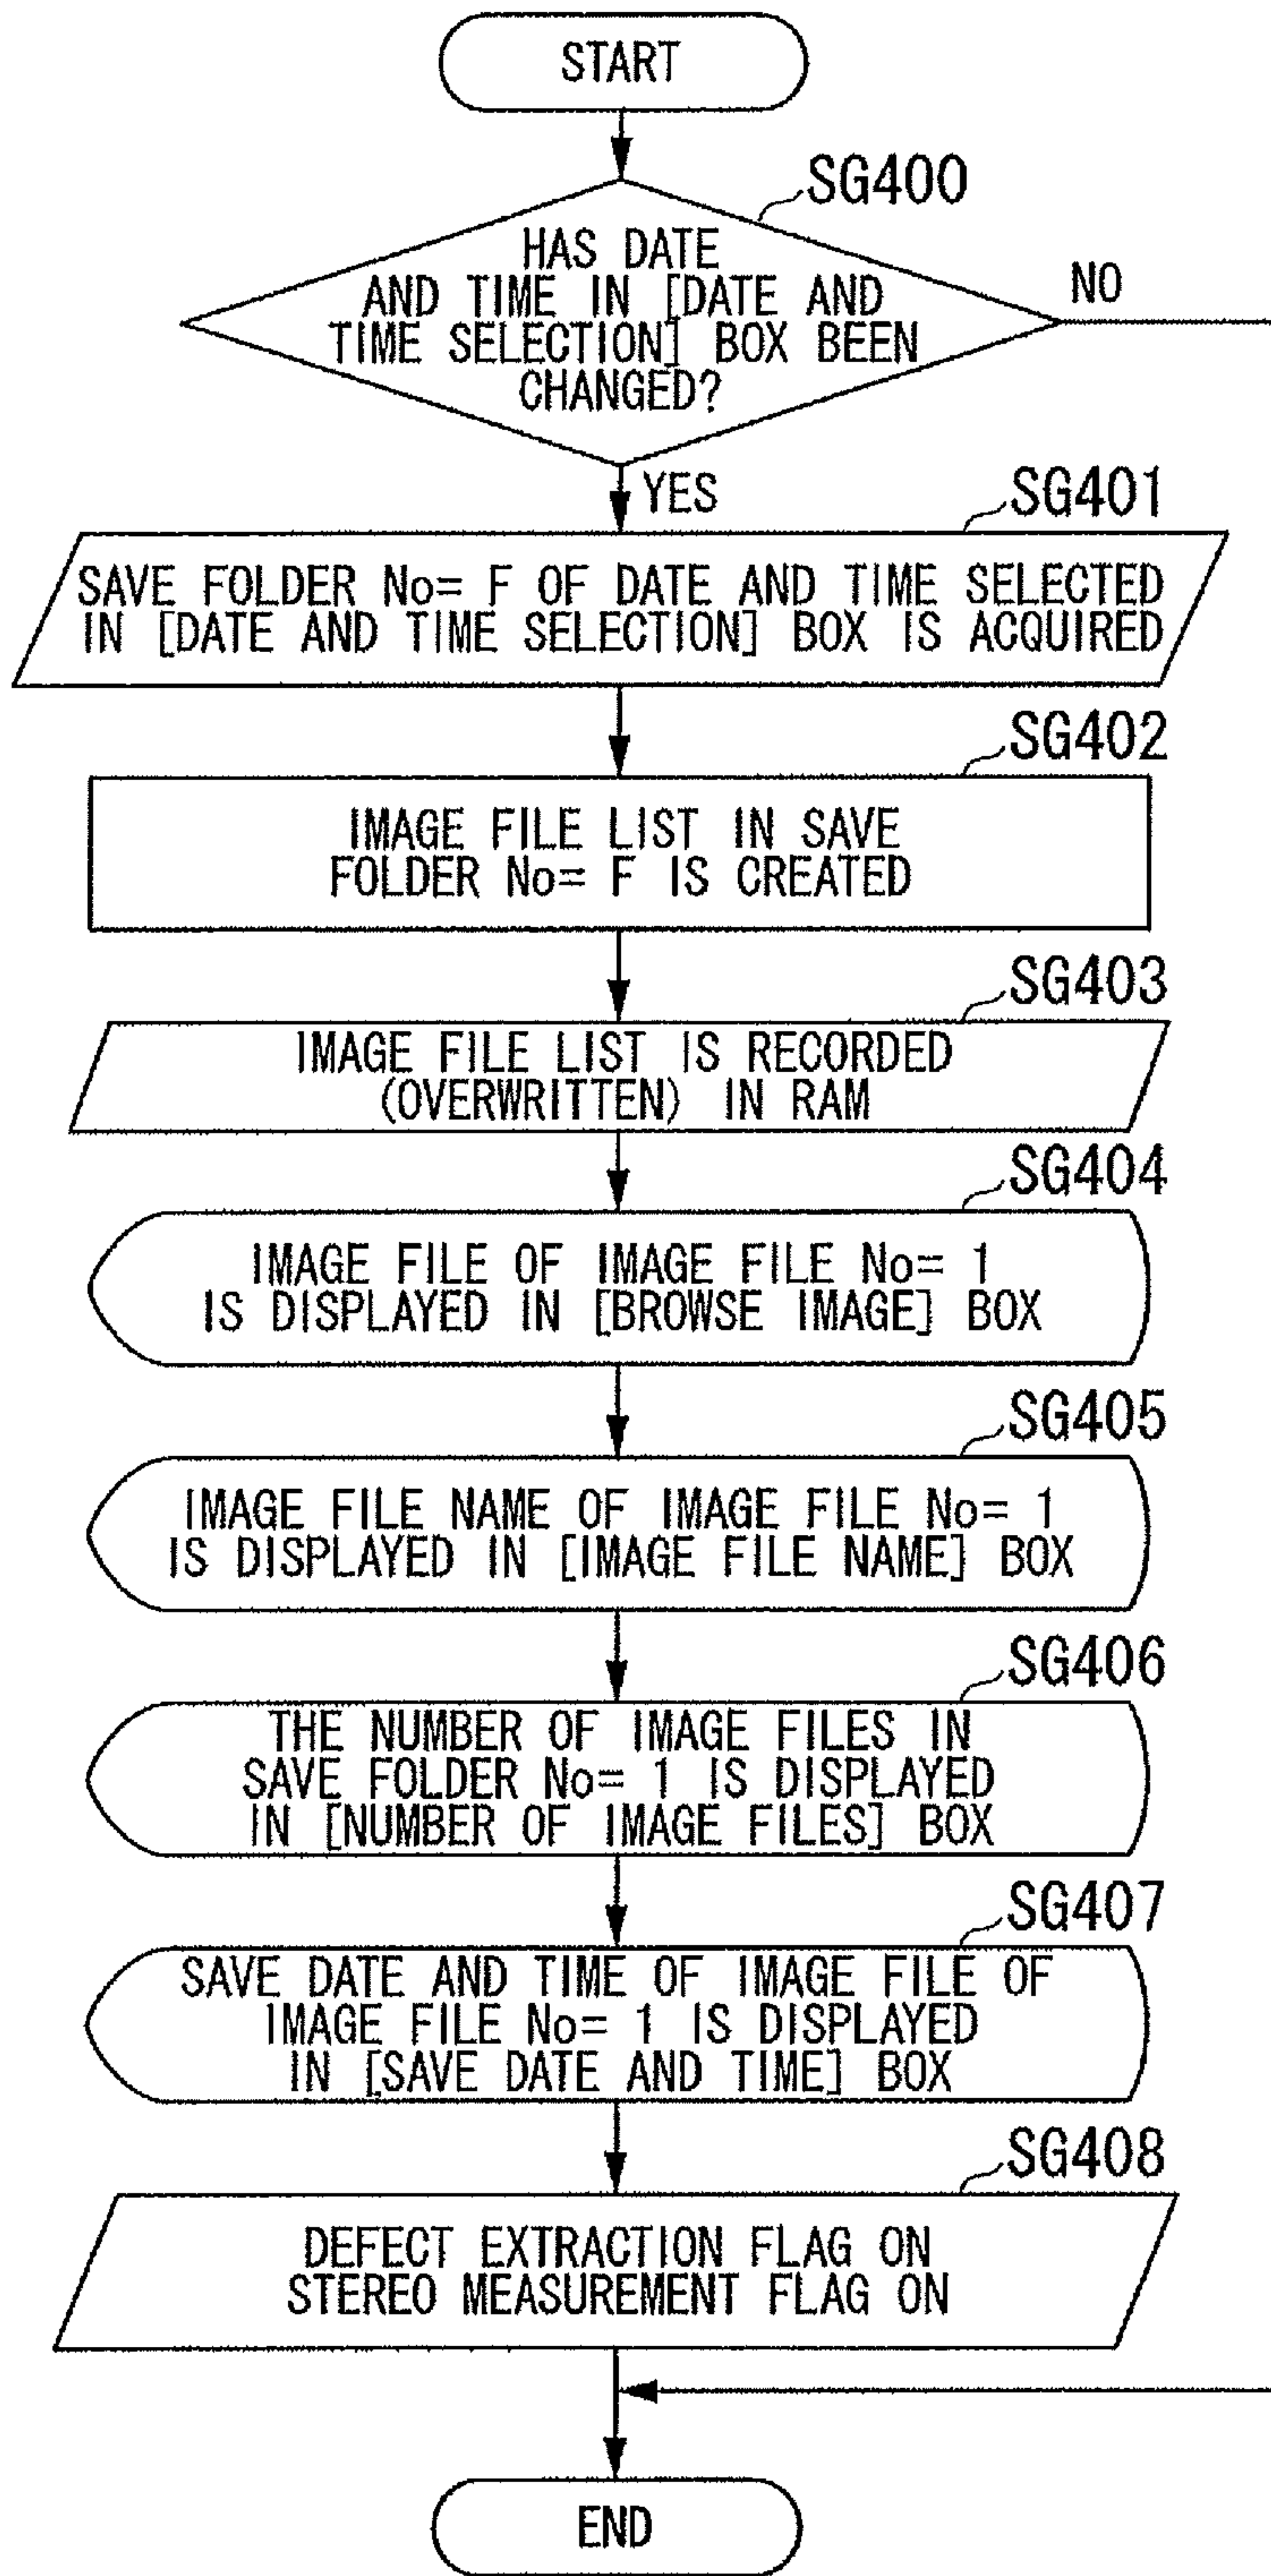 START
SG400
HAS DATE
AND TIME IN [DATE AND
TIME SELECTION] BOX BEEN
CHANGED?
NO
YES
SG401
SAVE FOLDER No= F OF DATE AND TIME SELECTED
IN [DATE AND TIME SELECTION] BOX IS ACQUIRED
SG402
IMAGE FILE LIST IN SAVE
FOLDER No= F IS CREATED
SG403
IMAGE FILE LIST IS RECORDED
(OVERWRITTEN) IN RAM
SG404
IMAGE FILE OF IMAGE FILE No= 1
IS DISPLAYED IN [BROWSE IMAGE] BOX
SG405
IMAGE FILE NAME OF IMAGE FILE No= 1
IS DISPLAYED IN [IMAGE FILE NAME] BOX
SG406
THE NUMBER OF IMAGE FILES IN
SAVE FOLDER No= 1 IS DISPLAYED
IN [NUMBER OF IMAGE FILES] BOX
SG407
SAVE DATE AND TIME OF IMAGE FILE OF
IMAGE FILE No= 1 IS DISPLAYED
IN [SAVE DATE AND TIME] BOX
SG408
DEFECT EXTRACTION FLAG ON
STEREO MEASUREMENT FLAG ON
END